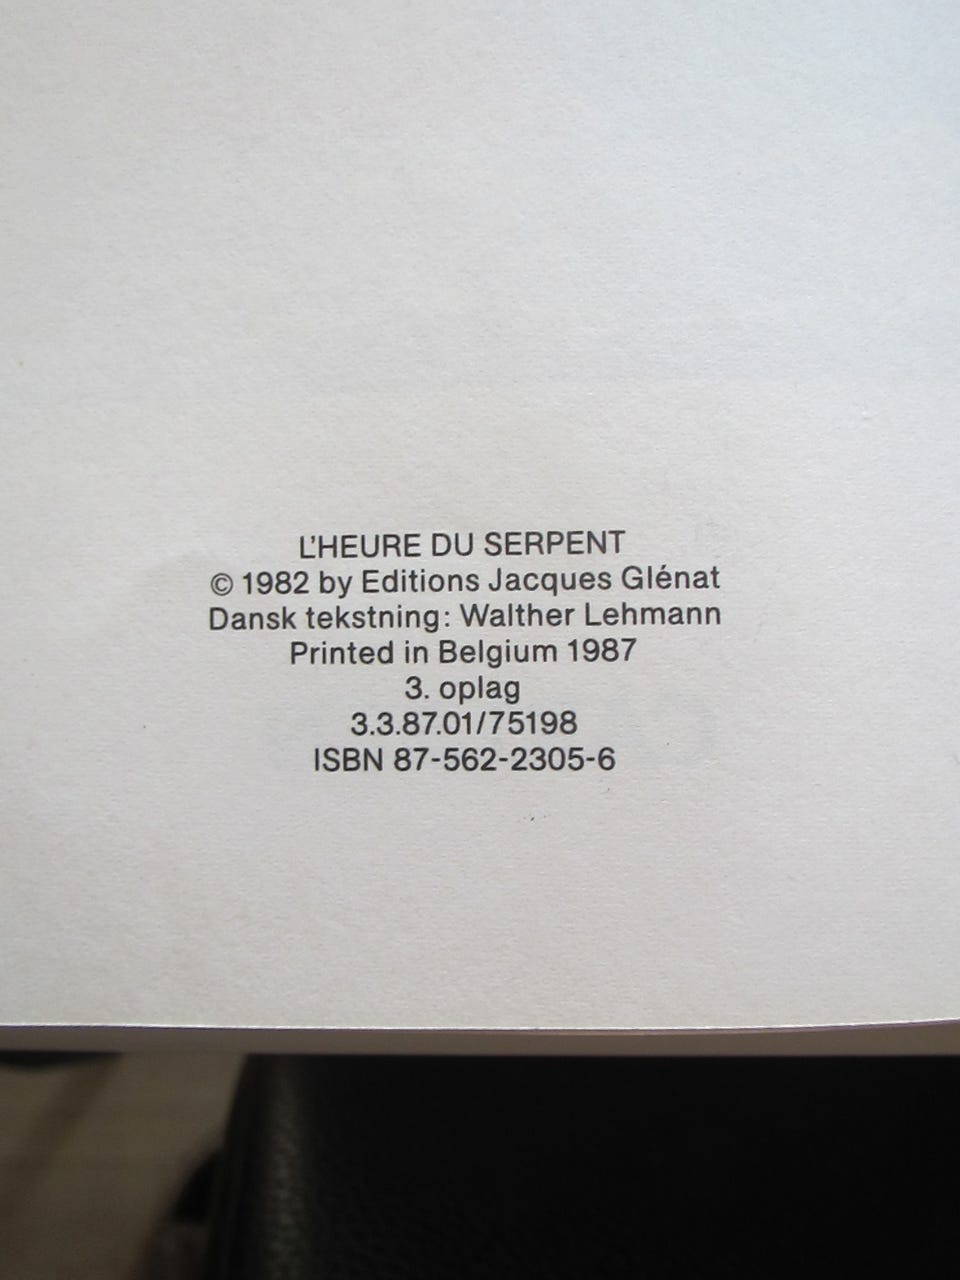 L'HEURE DU SERPENT
© 1982 by Editions Jacques Glénat
Dansk tekstning: Walther Lehmann
Printed in Belgium 1987
3. oplag
3.3.87.01/75198
ISBN 87-562-2305-6